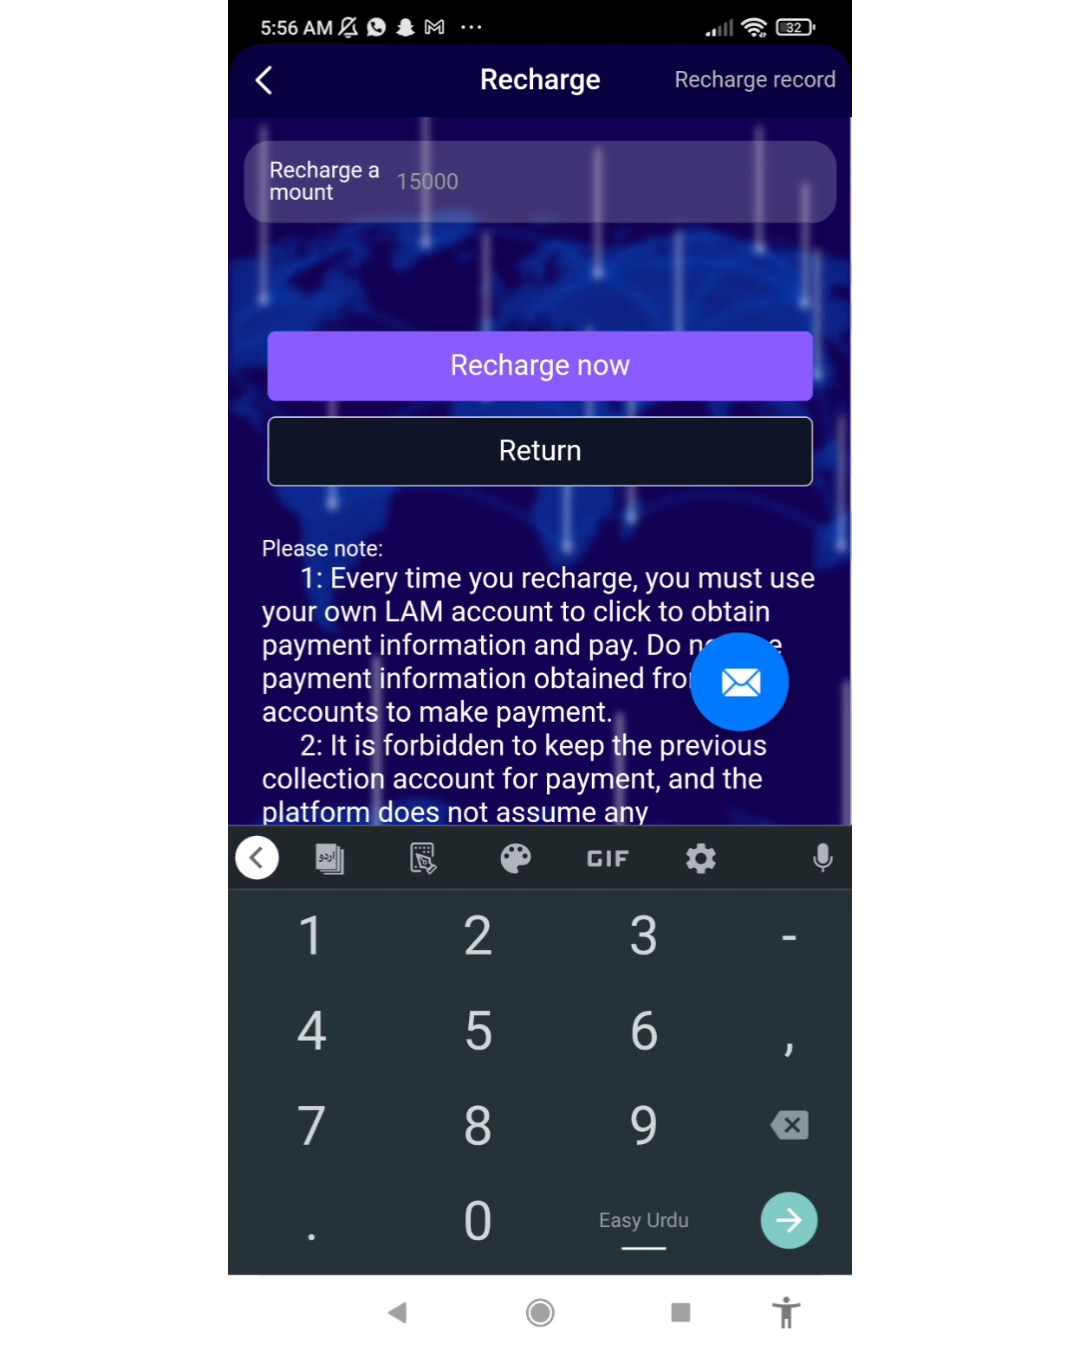 5:56 AM
32
Recharge
Recharge record
Recharge a
mount
15000
Recharge now
Return
Please note:
1: Every time you recharge, you must use
your own LAM account to click to obtain
payment information and pay. Do
payment information obtained
accounts to make payment.
2: It is forbidden to keep the previous
collection account for payment, and the
platform does not assume any
اردو
GIF
1 2 3 -
4 5 6 ,
7 8 9
. 0 Easy Urdu